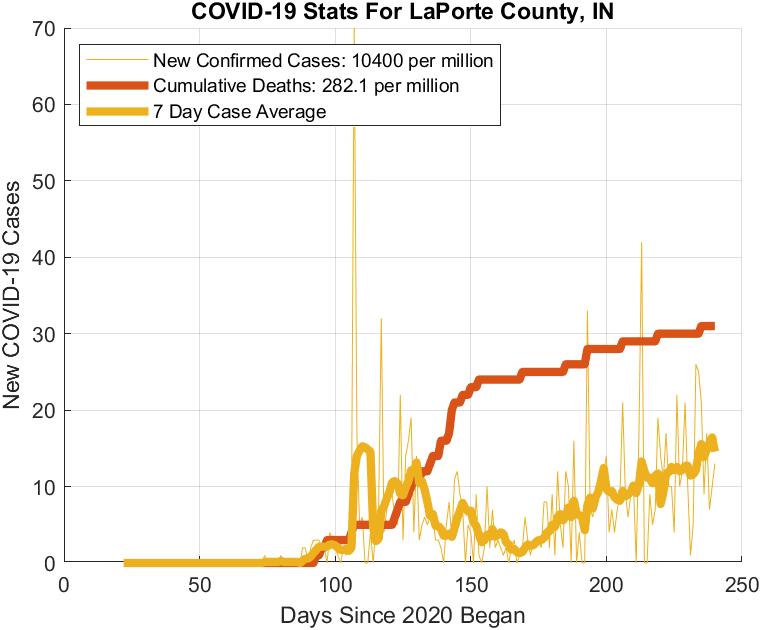 COVID-19 Stats For LaPorte County, IN
New Confirmed Cases: 10400 per million
Cumulative Deaths: 282.1 per million
7 Day Case Average
New COVID-19 Cases
70
60
50
40
30
20
10
0
0 50 100 150 200 250
Days Since 2020 Began